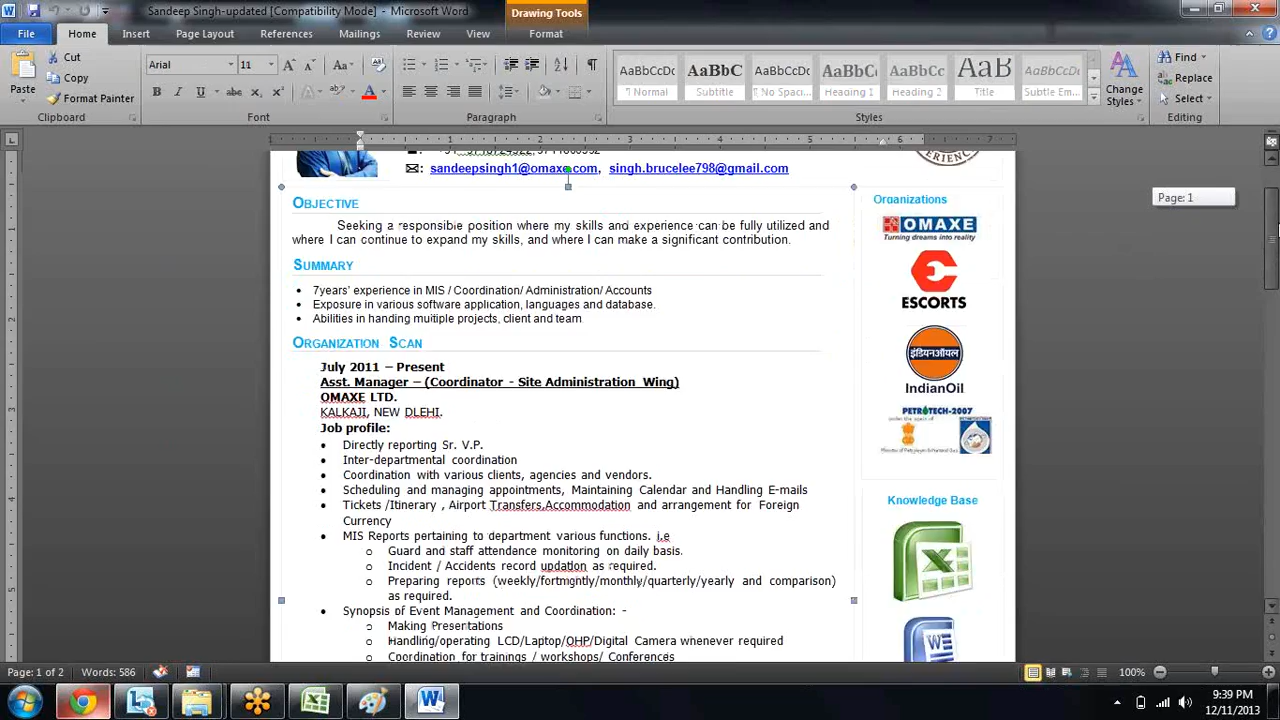 Sandeep Singh-updated [Compatibility Mode] - Microsoft Word
Drawing Tools
File Home Insert Page Layout References Mailings Review View Format
Cut
Copy
Format Painter
Paste
Clipboard
Arial 11
Font
Paragraph
AaBbCcDc AaBbC AaBbCcDc AaBbCc AaBbCc AaB AaBbCcDc
¶ Normal Subtitle ¶ No Spaci... Heading 1 Heading 2 Title Subtle Em...
Change Styles
Styles
Find
Replace
Select
Editing
sandeepsingh1@omaxe.com, singh.brucelee798@gmail.com
Page: 1
OBJECTIVE
Seeking a responsible position where my skills and experience can be fully utilized and
where I can continue to expand my skills, and where I can make a significant contribution.
SUMMARY
• 7years' experience in MIS / Coordination/ Administration/ Accounts
• Exposure in various software application, languages and database.
• Abilities in handing multiple projects, client and team
ORGANIZATION SCAN
July 2011 – Present
Asst. Manager – (Coordinator - Site Administration Wing)
OMAXE LTD.
KALKAJI, NEW DLEHI.
Job profile:
• Directly reporting Sr. V.P.
• Inter-departmental coordination
• Coordination with various clients, agencies and vendors.
• Scheduling and managing appointments, Maintaining Calendar and Handling E-mails
• Tickets /Itinerary , Airport Transfers,Accommodation and arrangement for Foreign
Currency
• MIS Reports pertaining to department various functions. i.e
o Guard and staff attendence monitoring on daily basis.
o Incident / Accidents record updation as required.
o Preparing reports (weekly/fortmontly/monthly/quarterly/yearly and comparison)
as required.
• Synopsis of Event Management and Coordination: -
o Making Presentations
o Handling/operating LCD/Laptop/OHP/Digital Camera whenever required
o Coordination for trainings / workshops/ Conferences
Organizations
OMAXE
Turning dreams into reality
ESCORTS
इंडियनऑयल
IndianOil
PETROTECH-2007
Knowledge Base
Page: 1 of 2 Words: 586
100%
9:39 PM
12/11/2013